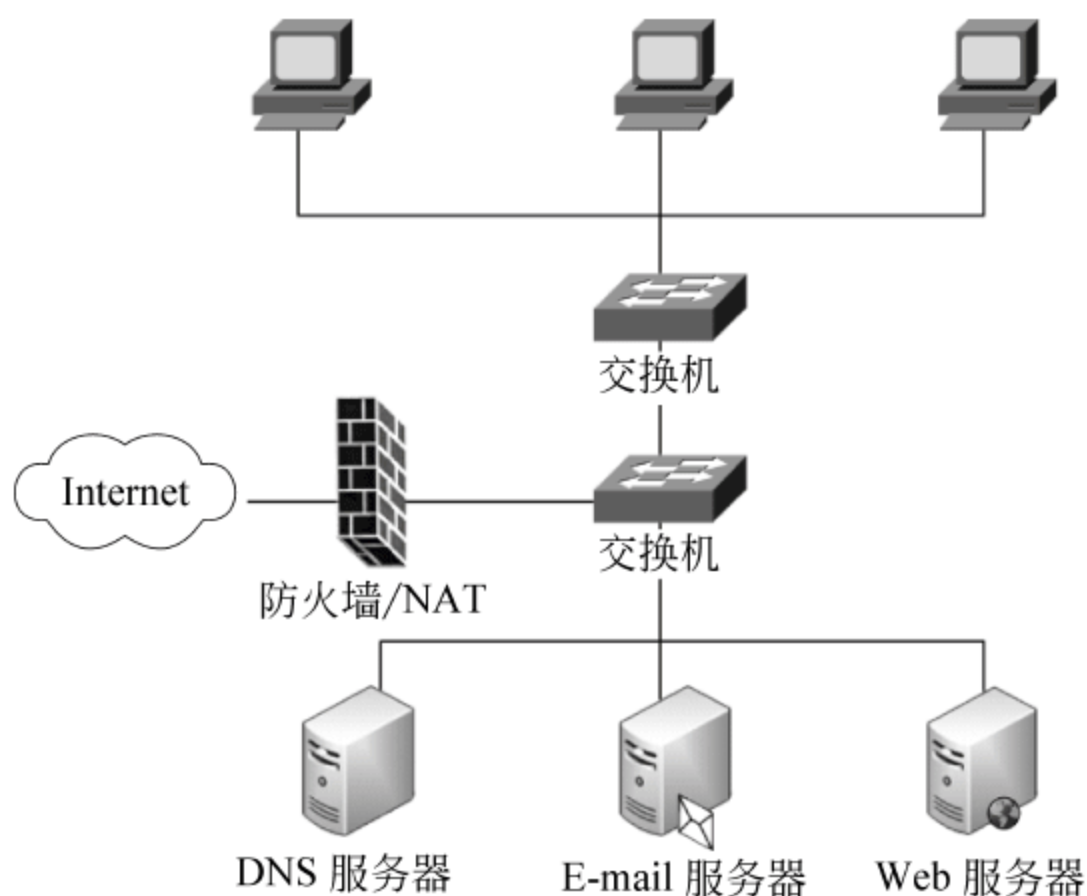 交换机
Internet
交换机
防火墙/NAT
DNS 服务器
E-mail 服务器
Web 服务器